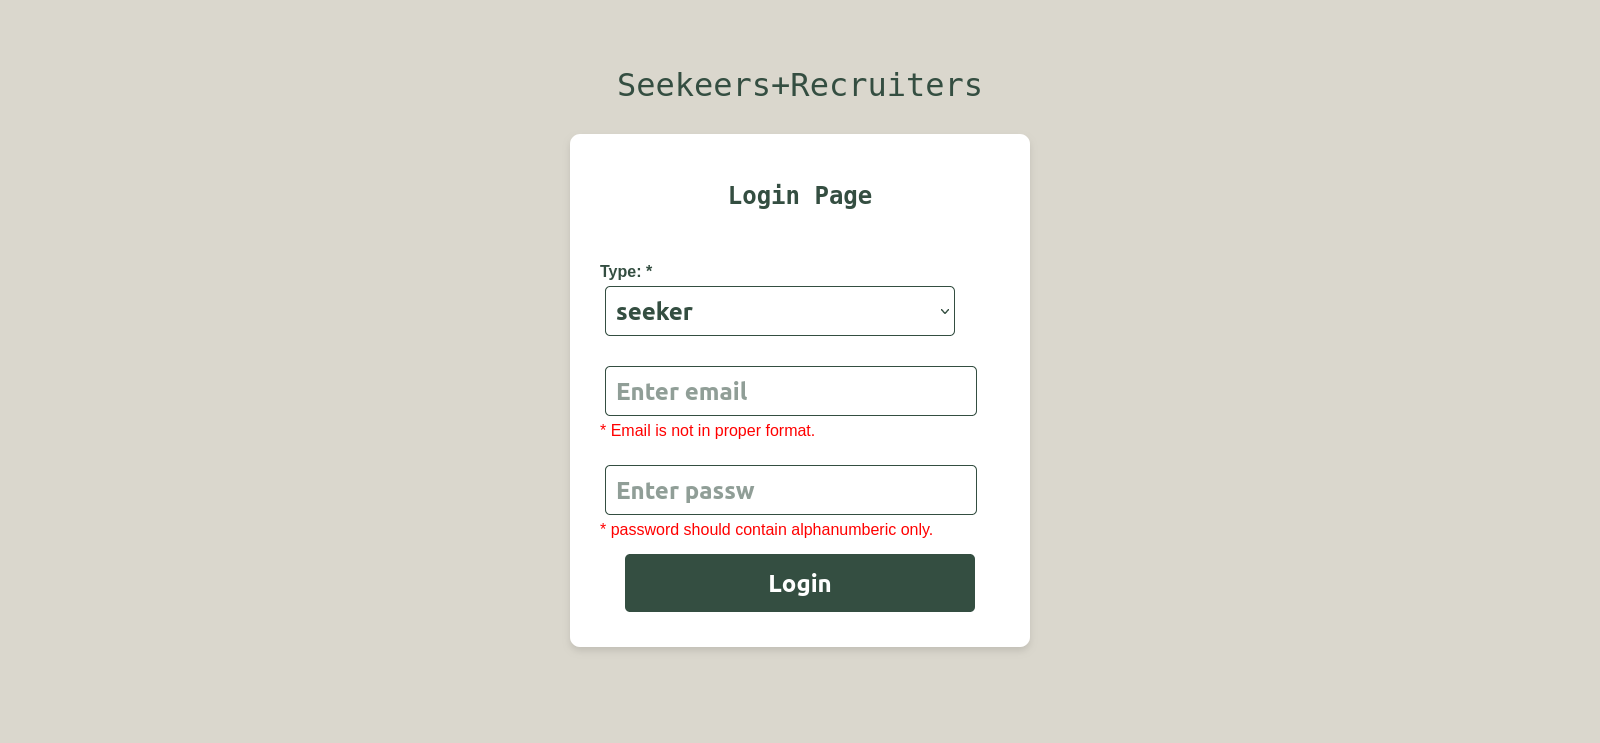 Seekeers+Recruiters
Login Page
Type: *
seeker
Enter email
* Email is not in proper format.
Enter passw
* password should contain alphanumberic only.
Login